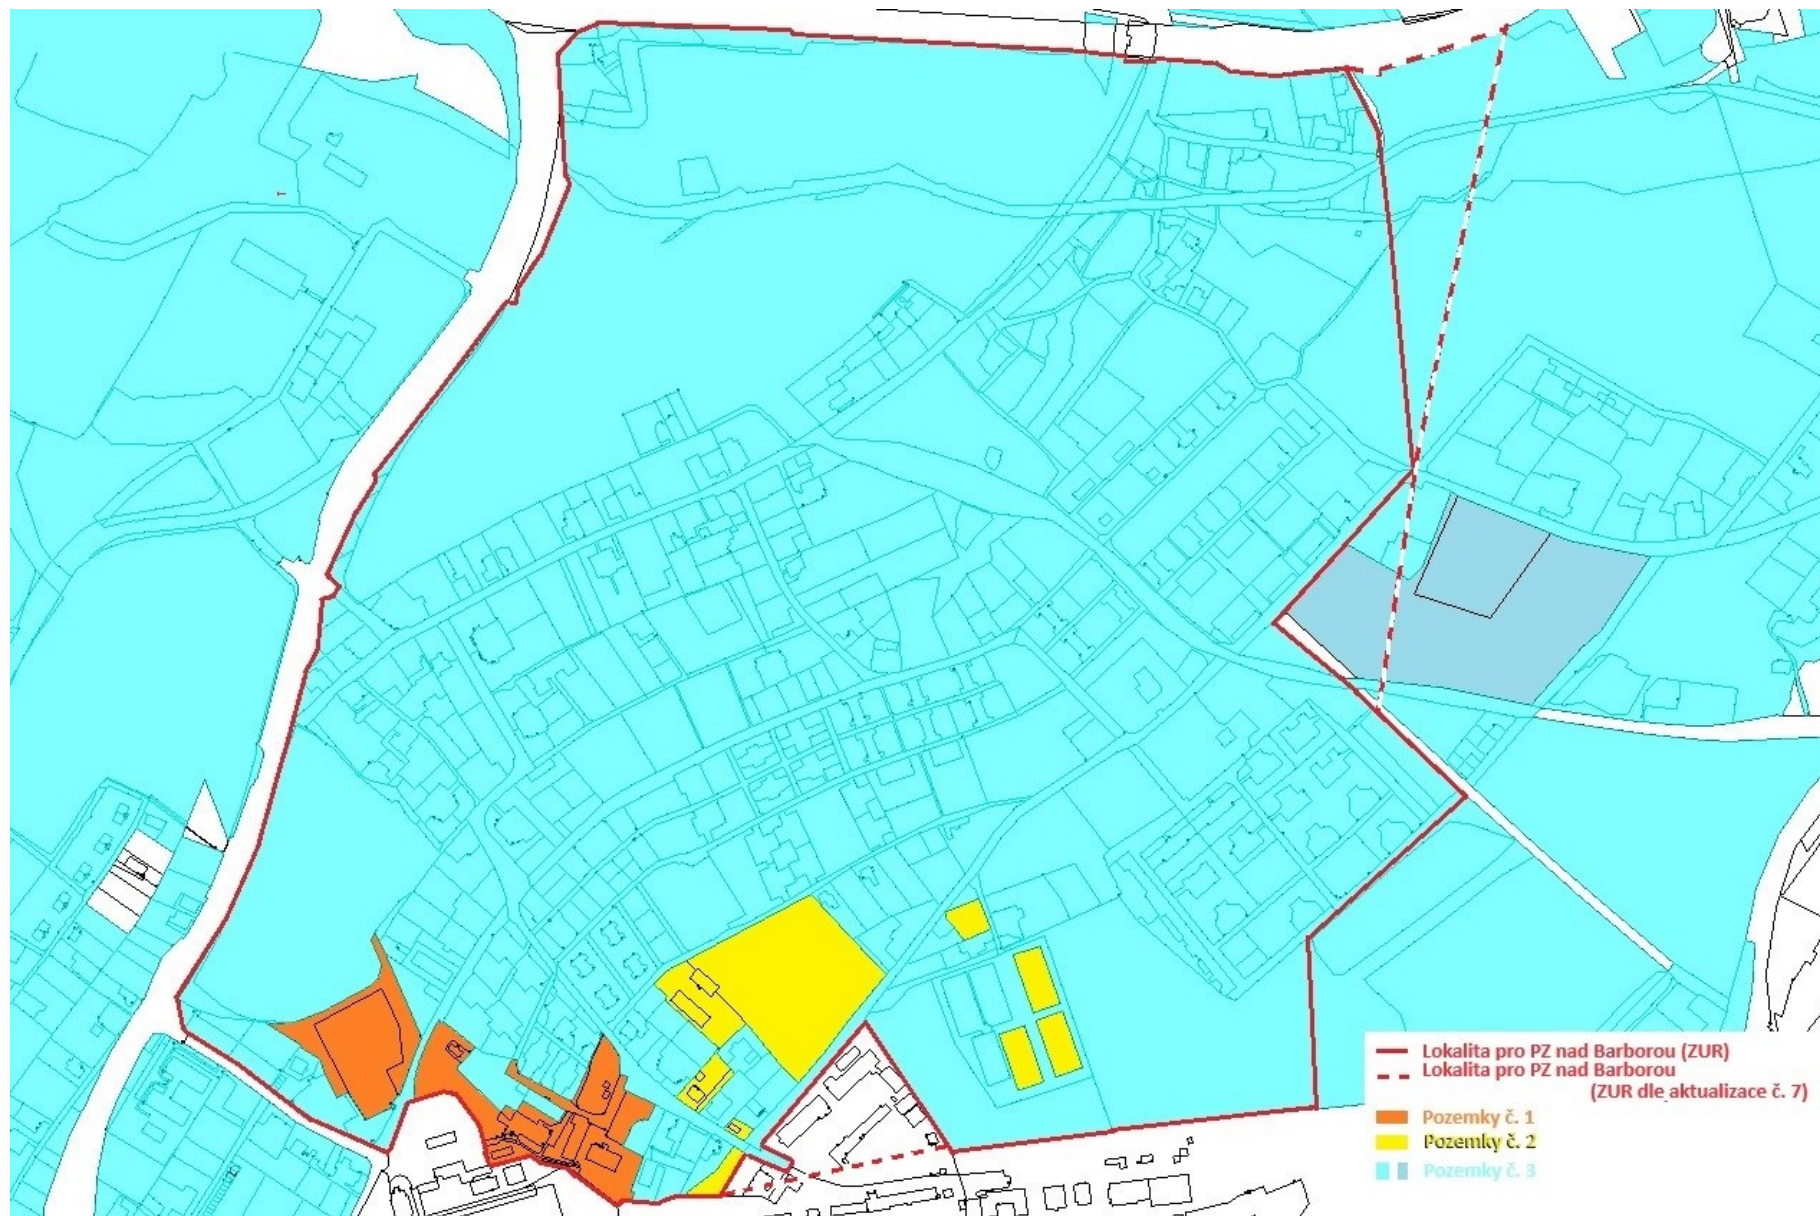 Lokalita pro PZ nad Barborou (ZUR)
Lokalita pro PZ nad Barborou
(ZUR dle aktualizace č. 7)
Pozemky č. 1
Pozemky č. 2
Pozemky č. 3